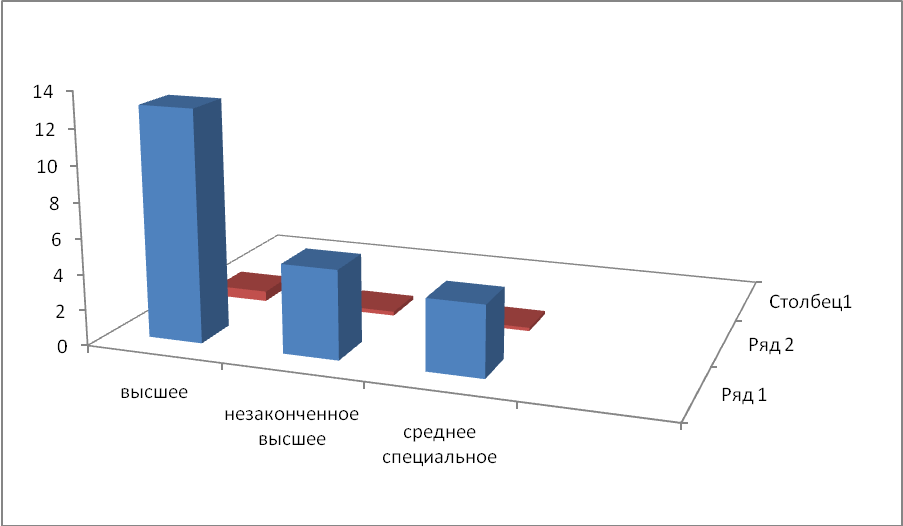 14
12
10
8
6
4
2
0
высшее
незаконченное
высшее
среднее
специальное
Столбец1
Ряд 2
Ряд 1